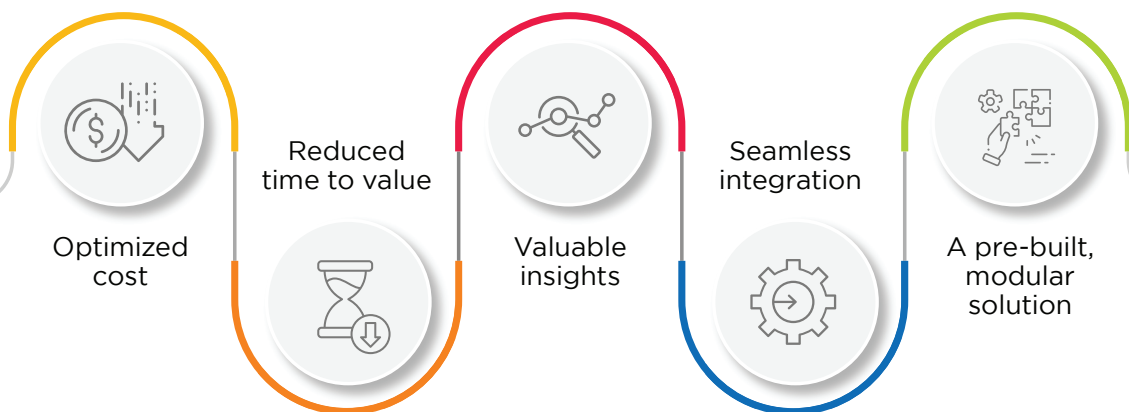 Optimized
cost
Reduced
time to value
Valuable
insights
Seamless
integration
A pre-built,
modular
solution